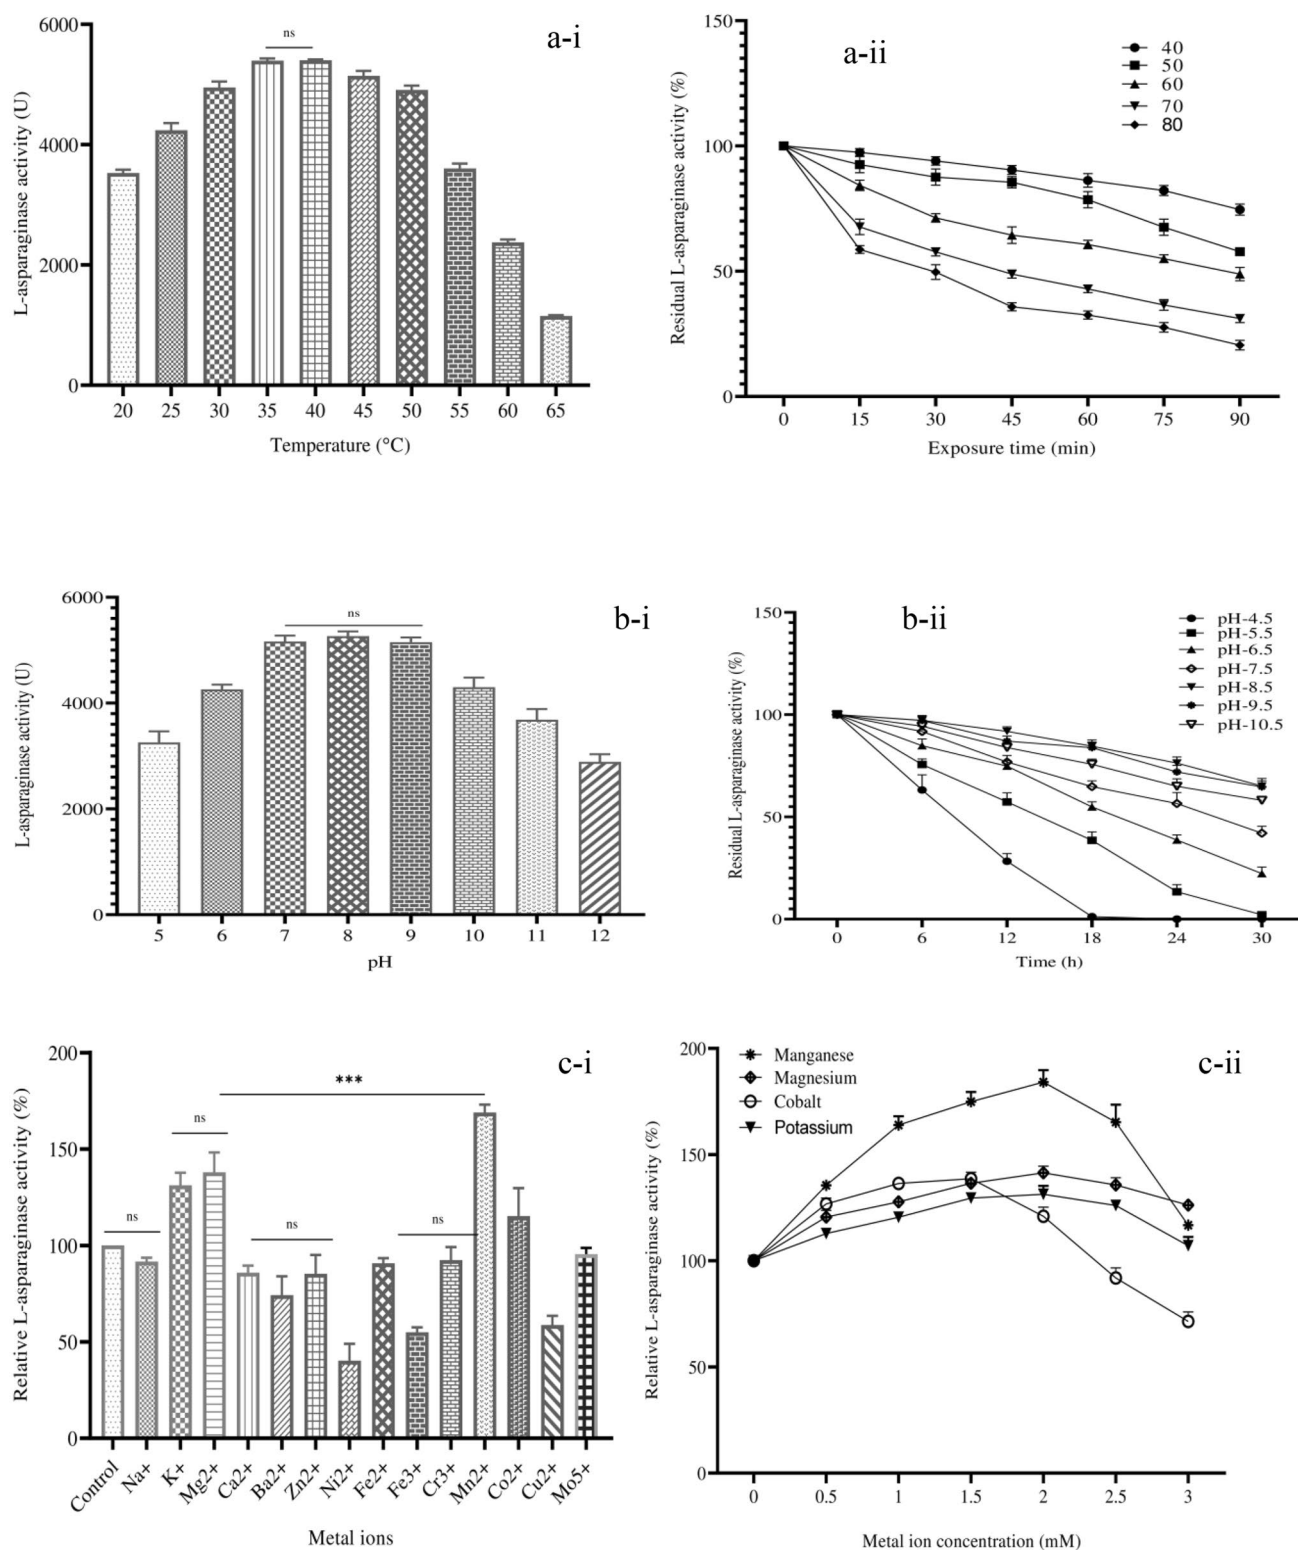 a-i
L-asparaginase activity (U)
6000
4000
2000
0
ns
20 25 30 35 40 45 50 55 60 65
Temperature (°C)
a-ii
Residual L-asparaginase activity (%)
150
100
50
0
40
50
60
70
80
0 15 30 45 60 75 90
Exposure time (min)
b-i
L-asparaginase activity (U)
6000
4000
2000
0
ns
5 6 7 8 9 10 11 12
pH
b-ii
Residual L-asparaginase activity (%)
150
100
50
0
pH-4.5
pH-5.5
pH-6.5
pH-7.5
pH-8.5
pH-9.5
pH-10.5
0 6 12 18 24 30
Time (h)
c-i
Relative L-asparaginase activity (%)
200
150
100
50
0
***
ns
ns
ns
ns
Control Na+ K+ Mg2+ Ca2+ Ba2+ Zn2+ Ni2+ Fe2+ Fe3+ Cr3+ Mn2+ Co2+ Cu2+ Mo5+
Metal ions
c-ii
Relative L-asparaginase activity (%)
200
150
100
50
0
Manganese
Magnesium
Cobalt
Potassium
0 0.5 1 1.5 2 2.5 3
Metal ion concentration (mM)